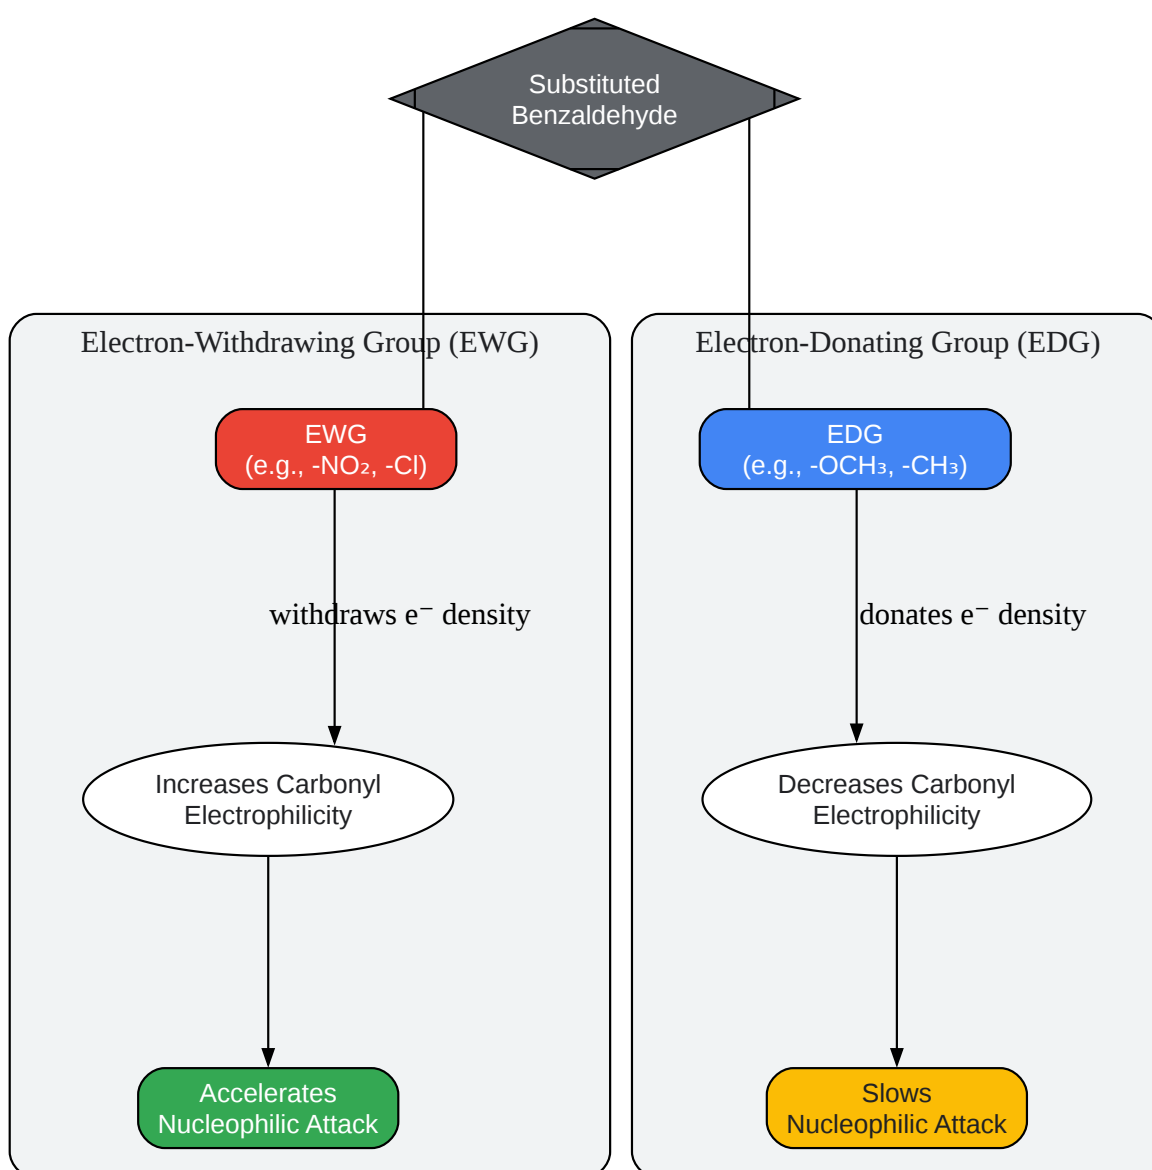 Substituted
Benzaldehyde
Electron-Withdrawing Group (EWG)
EWG
(e.g., -NO₂, -Cl)
withdraws e⁻ density
Increases Carbonyl
Electrophilicity
Accelerates
Nucleophilic Attack
Electron-Donating Group (EDG)
EDG
(e.g., -OCH₃, -CH₃)
donates e⁻ density
Decreases Carbonyl
Electrophilicity
Slows
Nucleophilic Attack